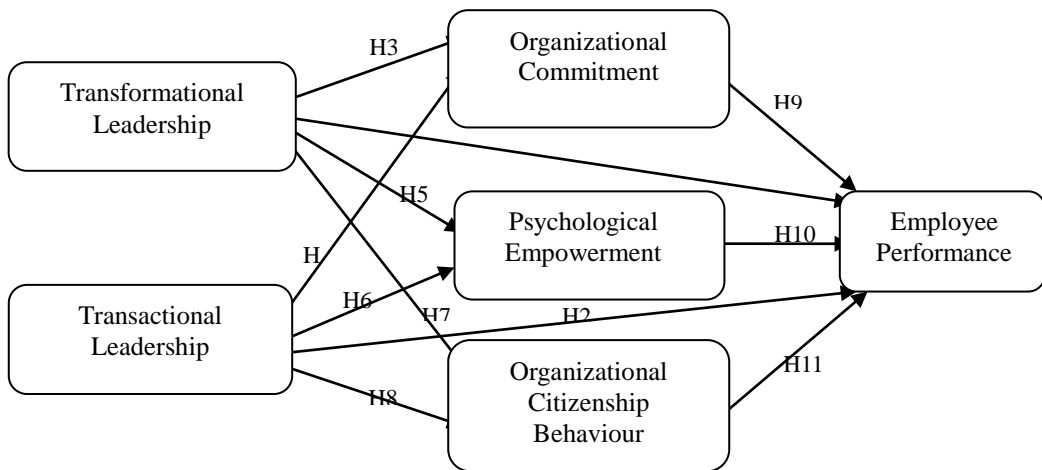 H3
Organizational
Commitment
Transformational
Leadership
H9
H5
Psychological
Empowerment
H10
Employee
Performance
H
H6
H7
H2
Transactional
Leadership
H8
Organizational
Citizenship
Behaviour
H11